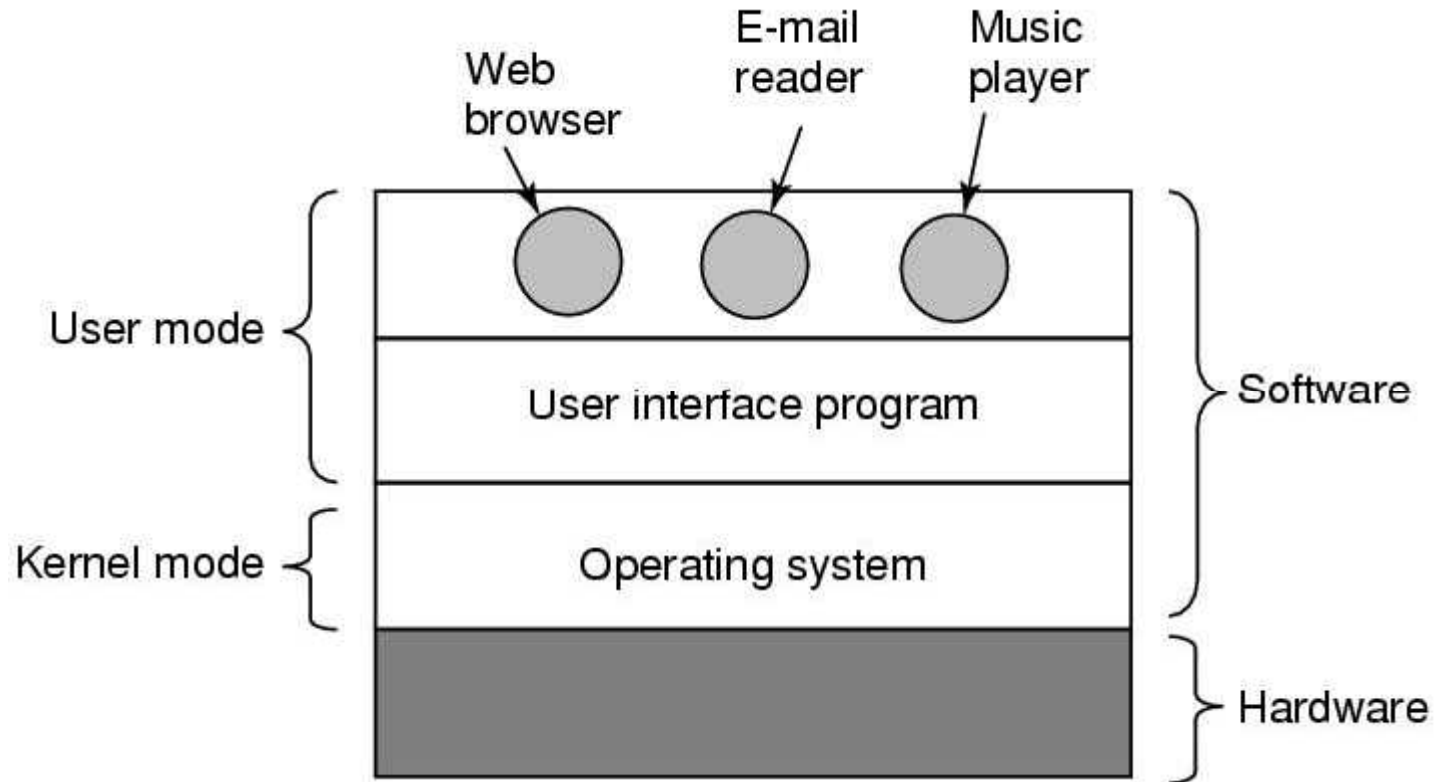 Web
browser
E-mail
reader
Music
player
User mode
User interface program
Software
Kernel mode
Operating system
Hardware